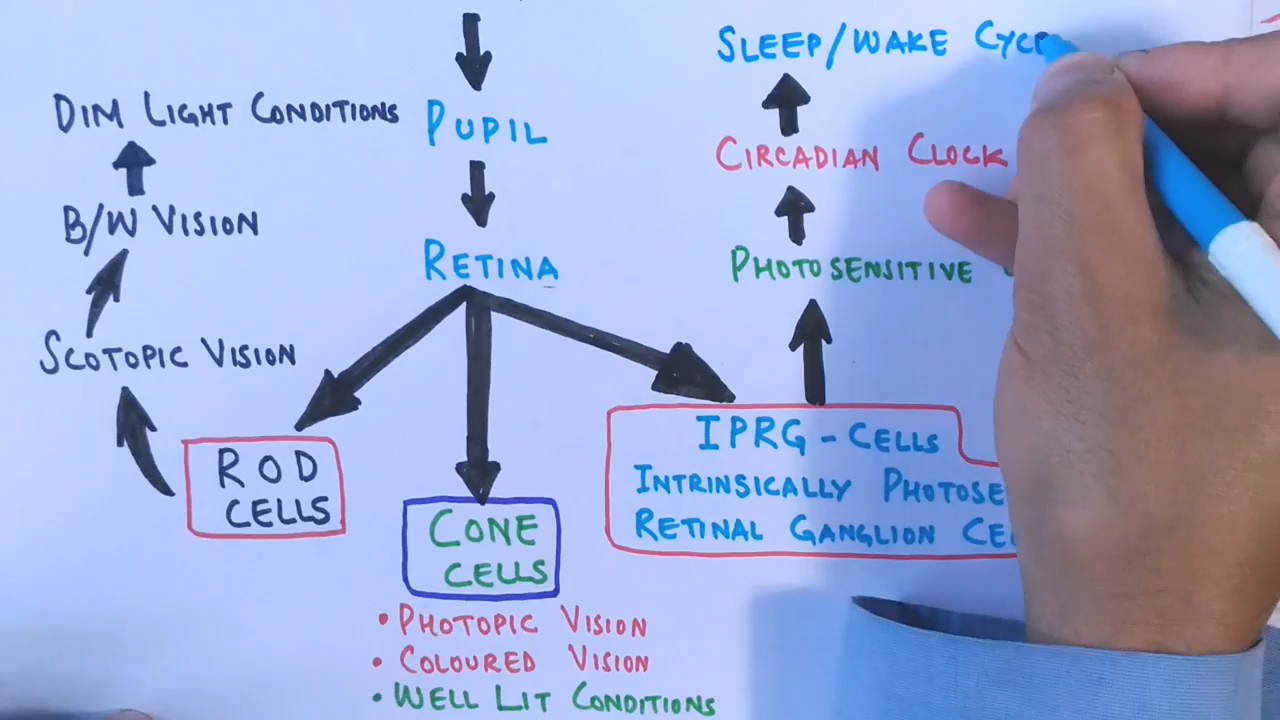 SLEEP/WAKE
DIM LIGHT CONDITIONS
PUPIL
CIRCADIAN CLOCK
B/W VISION
RETINA
PHOTOSENSITIVE
SCOTOPIC VISION
IPRG-CELLS
ROD
CELLS
INTRINSICALLY
RETINAL GANGLION
CONE
CELLS
• PHOTOPIC VISION
• COLOURED VISION
• WELL LIT CONDITIONS